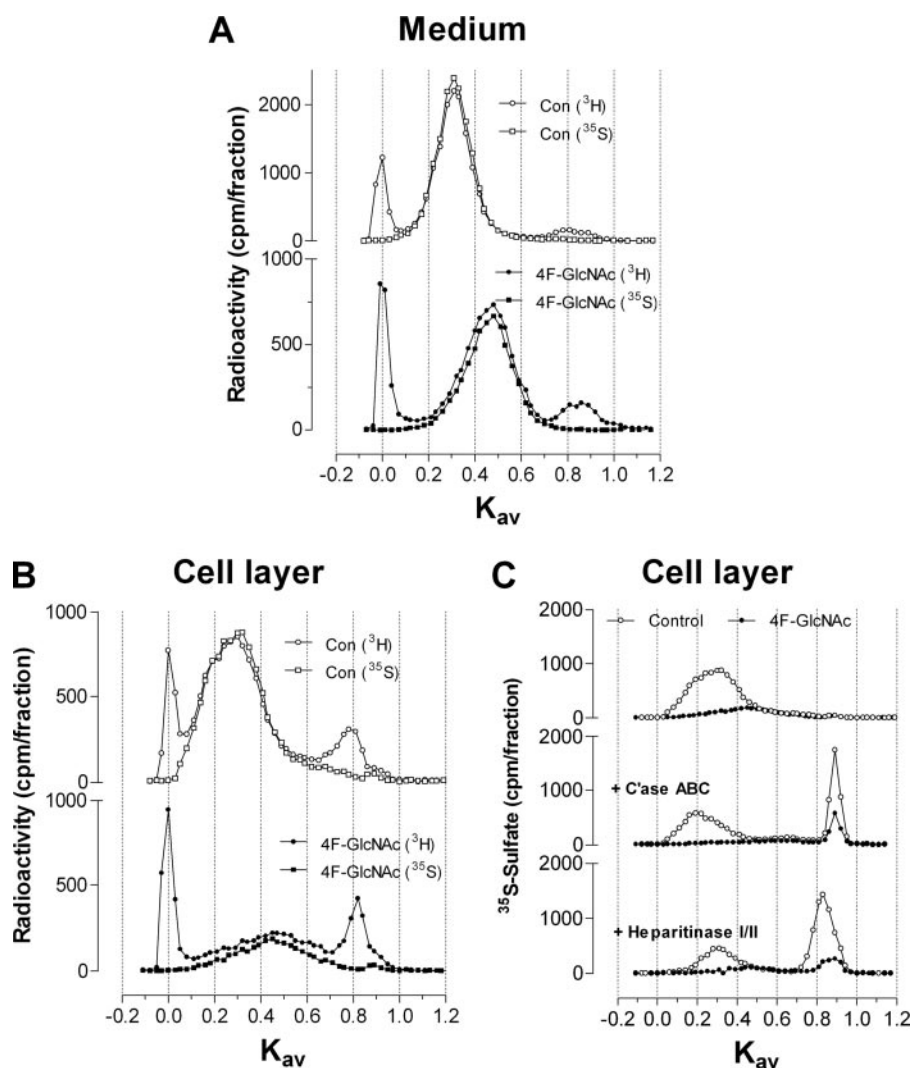 A Medium
Radioactivity (cpm/fraction)
2000
1000
0
1000
500
0
Con (³H)
Con (³⁵S)
4F-GlcNAc (³H)
4F-GlcNAc (³⁵S)
-0.2 0.0 0.2 0.4 0.6 0.8 1.0 1.2
Kav
B Cell layer
Radioactivity (cpm/fraction)
1000
500
0
1000
500
0
Con (³H)
Con (³⁵S)
4F-GlcNAc (³H)
4F-GlcNAc (³⁵S)
-0.2 0.0 0.2 0.4 0.6 0.8 1.0 1.2
Kav
C Cell layer
³⁵S-Sulfate (cpm/fraction)
2000
1000
0
2000
1000
0
2000
1000
0
Control 4F-GlcNAc
+ C'ase ABC
+ Heparitinase I/II
-0.2 0.0 0.2 0.4 0.6 0.8 1.0 1.2
Kav